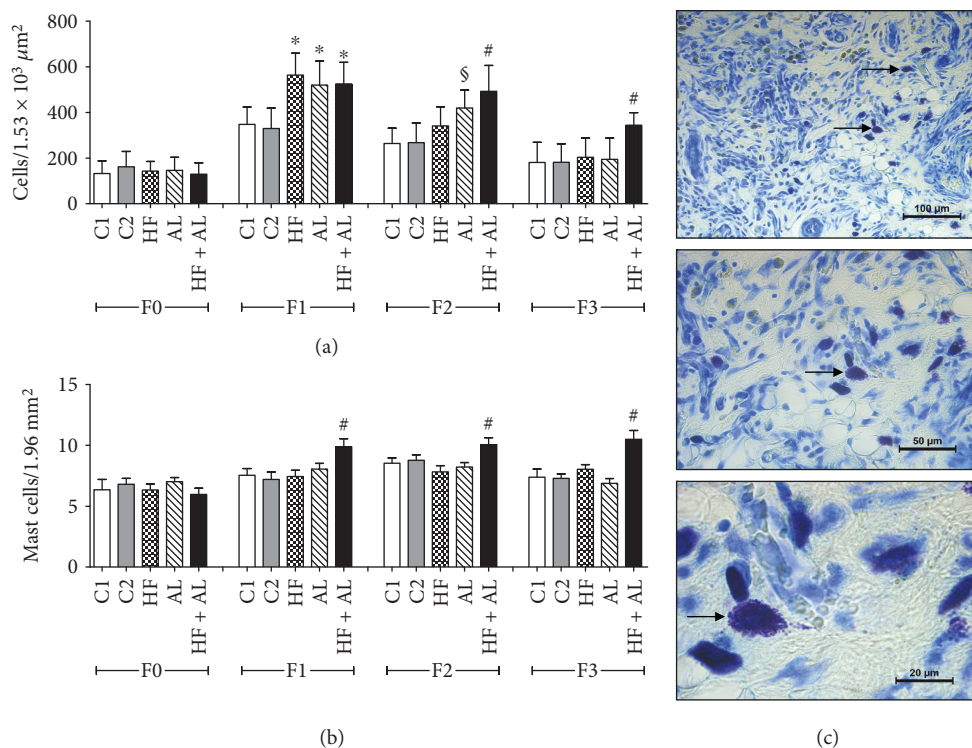 800
600
400
200
0
Cells/1.53 × 10³ μm²
* * *
§ #
#
C1 C2 HF AL HF + AL C1 C2 HF AL HF + AL C1 C2 HF AL HF + AL C1 C2 HF AL HF + AL
F0 F1 F2 F3
(a)
15
10
5
0
Mast cells/1.96 mm²
# # #
C1 C2 HF AL HF + AL C1 C2 HF AL HF + AL C1 C2 HF AL HF + AL C1 C2 HF AL HF + AL
F0 F1 F2 F3
(b)
100 μm
50 μm
20 μm
(c)